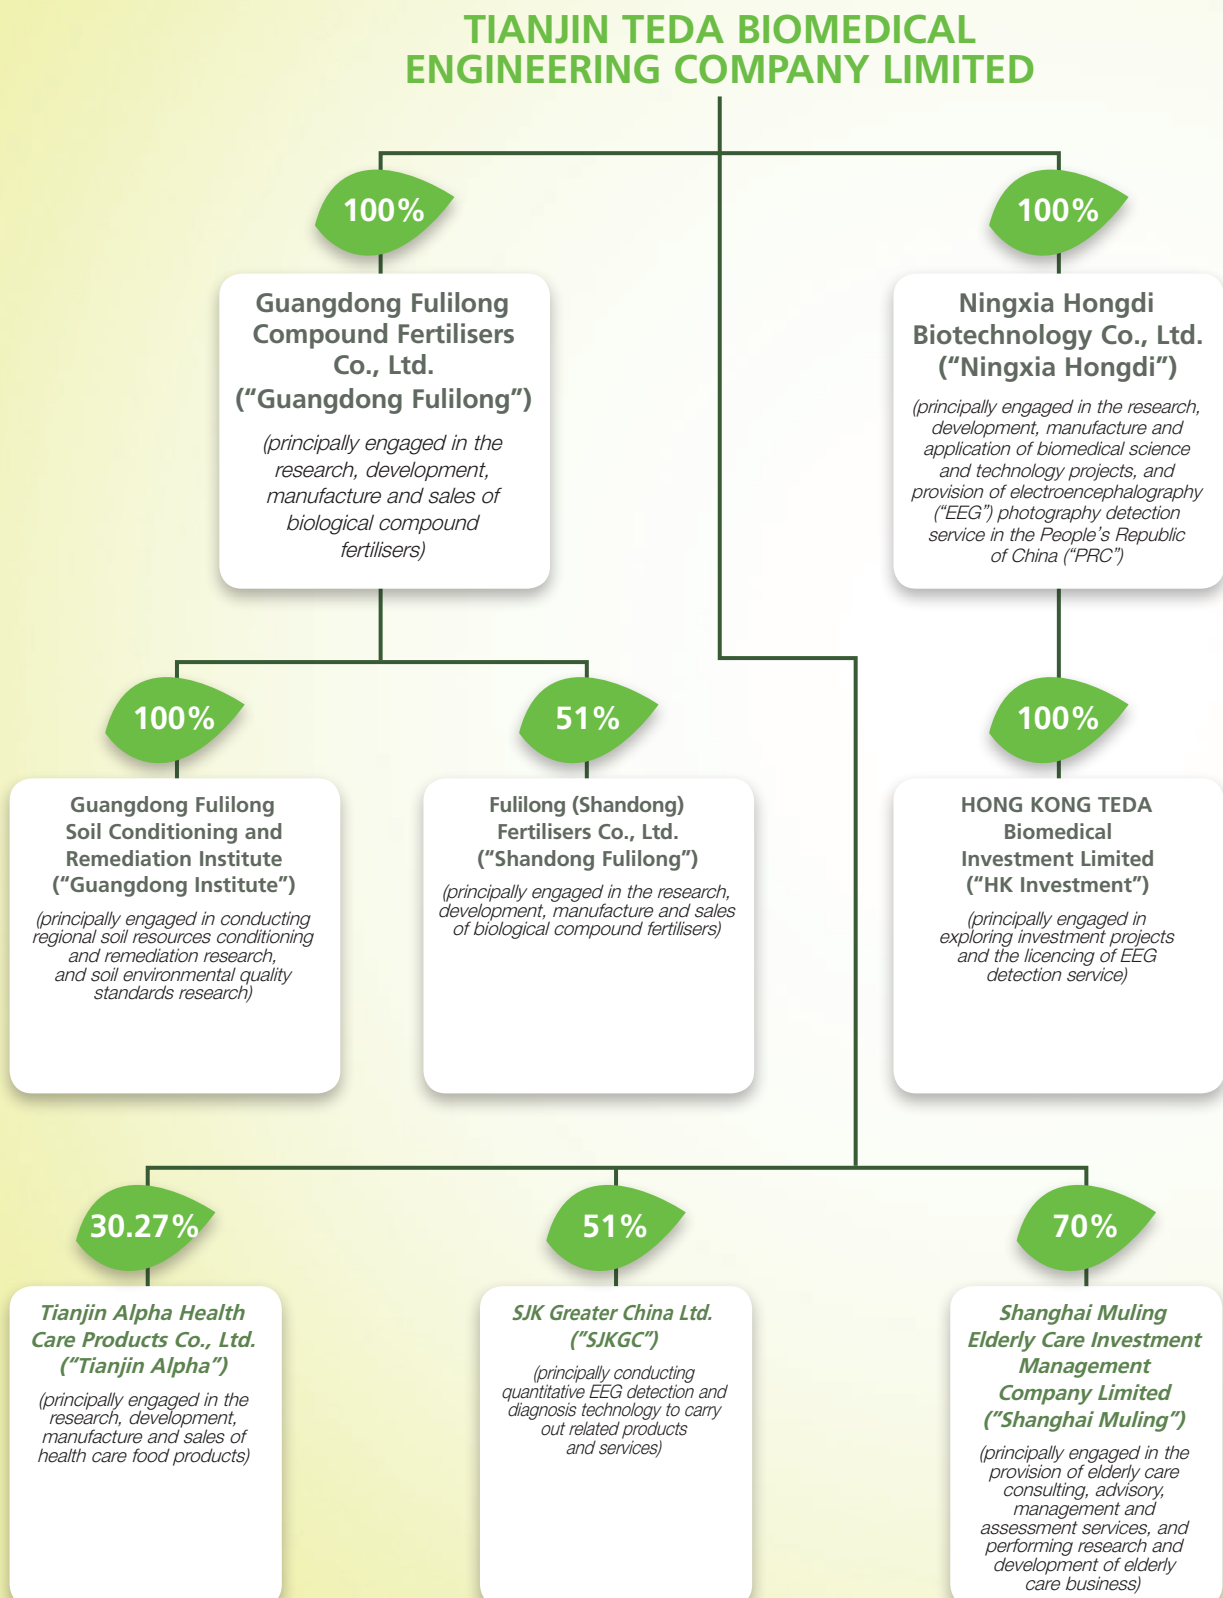 TIANJIN TEDA BIOMEDICAL
ENGINEERING COMPANY LIMITED
100%
100%
Guangdong Fulilong
Compound Fertilisers
Co., Ltd.
("Guangdong Fulilong")
(principally engaged in the
research, development,
manufacture and sales of
biological compound
fertilisers)
Ningxia Hongdi
Biotechnology Co., Ltd.
("Ningxia Hongdi")
(principally engaged in the research,
development, manufacture and
application of biomedical science
and technology projects, and
provision of electroencephalography
("EEG") photography detection
service in the People's Republic
of China ("PRC")
100%
51%
100%
Guangdong Fulilong
Soil Conditioning and
Remediation Institute
("Guangdong Institute")
(principally engaged in conducting
regional soil resources conditioning
and remediation research,
and soil environmental quality
standards research)
Fulilong (Shandong)
Fertilisers Co., Ltd.
("Shandong Fulilong")
(principally engaged in the research,
development, manufacture and sales
of biological compound fertilisers)
HONG KONG TEDA
Biomedical
Investment Limited
("HK Investment")
(principally engaged in
exploring investment projects
and the licencing of EEG
detection service)
30.27%
51%
70%
Tianjin Alpha Health
Care Products Co., Ltd.
("Tianjin Alpha")
(principally engaged in the
research, development,
manufacture and sales of
health care food products)
SJK Greater China Ltd.
("SJKGC")
(principally conducting
quantitative EEG detection and
diagnosis technology to carry
out related products
and services)
Shanghai Muling
Elderly Care Investment
Management
Company Limited
("Shanghai Muling")
(principally engaged in the
provision of elderly care
consulting, advisory,
management and
assessment services, and
performing research and
development of elderly
care business)